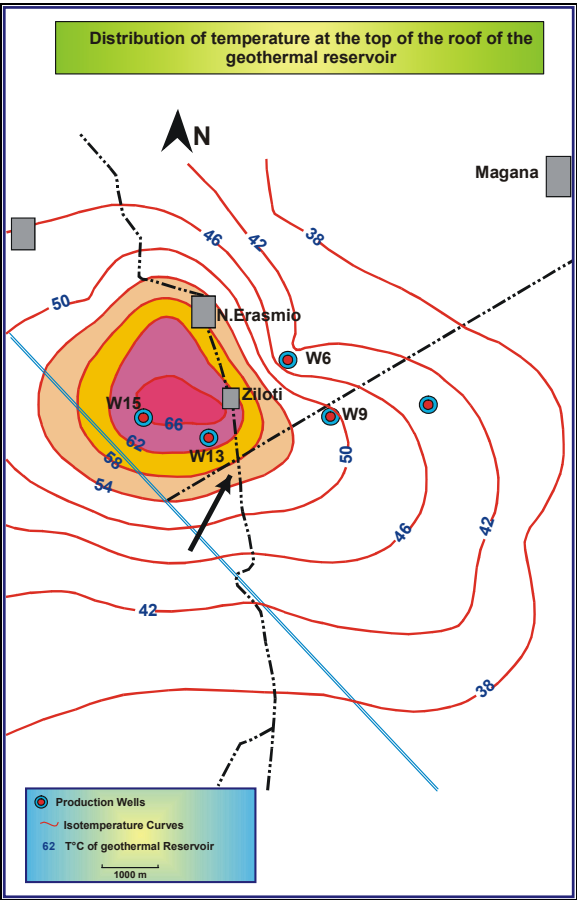 Distribution of temperature at the top of the roof of the
geothermal reservoir
N
Magana
46
42
38
50
N.Erasmio
W6
Ziloti
W15
W9
66
62
W13
58
50
54
46
42
42
38
Production Wells
Isotemperature Curves
62 T°C of geothermal Reservoir
1000 m